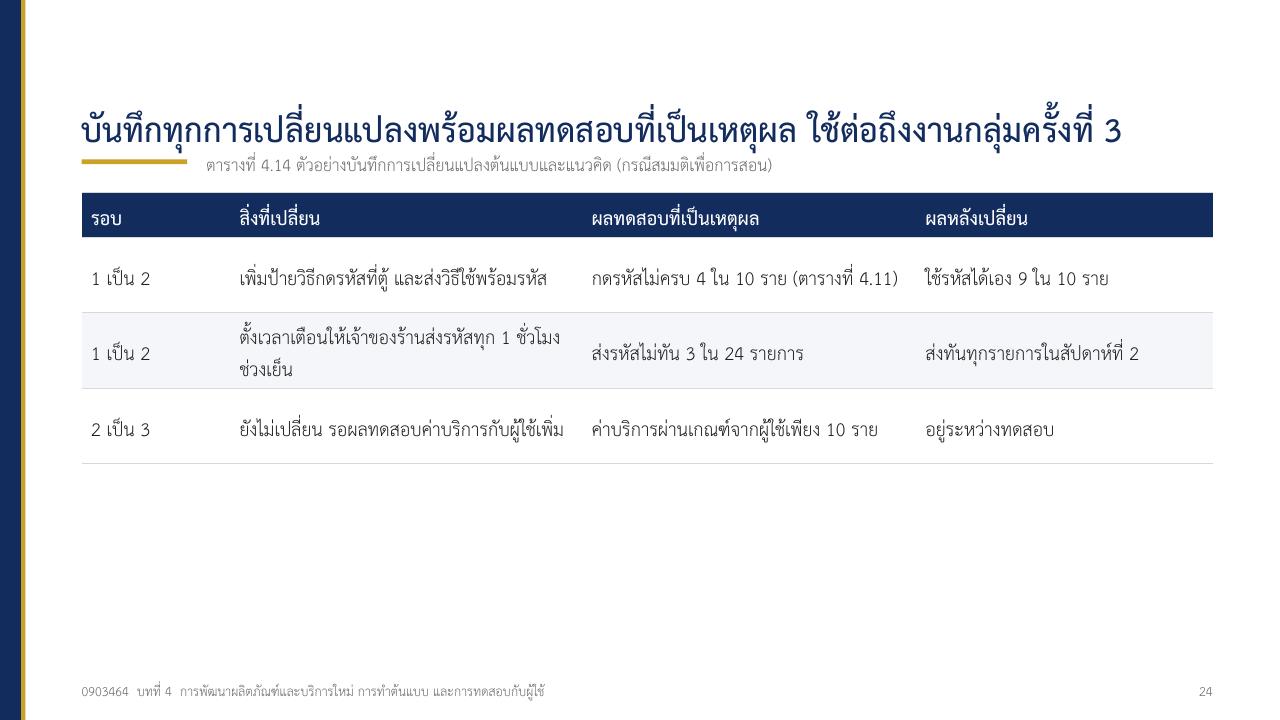 บันทึกทุกการเปลี่ยนแปลงพร้อมผลทดสอบที่เป็นเหตุผล ใช้ต่อถึงงานกลุ่มครั้งที่ 3
ตารางที่ 4.14 ตัวอย่างบันทึกการเปลี่ยนแปลงต้นแบบและแนวคิด (กรณีสมมติเพื่อการสอน)
รอบ สิ่งที่เปลี่ยน ผลทดสอบที่เป็นเหตุผล ผลหลังเปลี่ยน
1 เป็น 2 เพิ่มป้ายวิธีกดรหัสที่ตู้ และส่งวิธีใช้พร้อมรหัส กดรหัสไม่ครบ 4 ใน 10 ราย (ตารางที่ 4.11) ใช้รหัสได้เอง 9 ใน 10 ราย
1 เป็น 2 ตั้งเวลาเตือนให้เจ้าของร้านส่งรหัสทุก 1 ชั่วโมง
ช่วงเย็น ส่งรหัสไม่ทัน 3 ใน 24 รายการ ส่งทันทุกรายการในสัปดาห์ที่ 2
2 เป็น 3 ยังไม่เปลี่ยน รอผลทดสอบค่าบริการกับผู้ใช้เพิ่ม ค่าบริการผ่านเกณฑ์จากผู้ใช้เพียง 10 ราย อยู่ระหว่างทดสอบ
0903464 บทที่ 4 การพัฒนาผลิตภัณฑ์และบริการใหม่ การทำต้นแบบ และการทดสอบกับผู้ใช้ 24